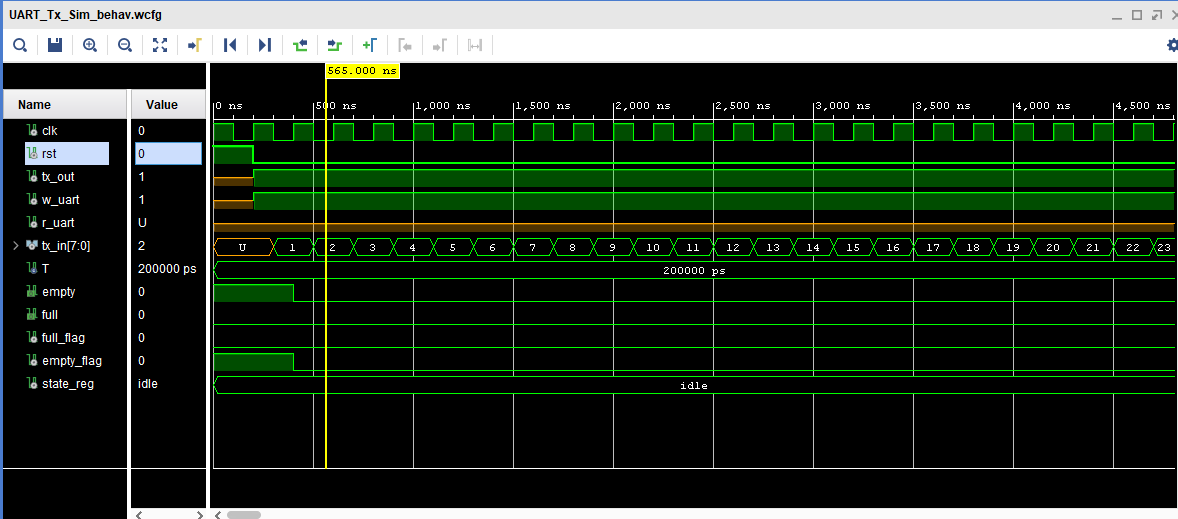 UART_Tx_Sim_behav.wcfg
565.000 ns
Name Value
0 ns 500 ns 1,000 ns 1,500 ns 2,000 ns 2,500 ns 3,000 ns 3,500 ns 4,000 ns 4,500 ns
clk 0
rst 0
tx_out 1
w_uart 1
r_uart U
tx_in[7:0] 2 U 1 2 3 4 5 6 7 8 9 10 11 12 13 14 15 16 17 18 19 20 21 22 23
T 200000 ps 200000 ps
empty 0
full 0
full_flag 0
empty_flag 0
state_reg idle idle